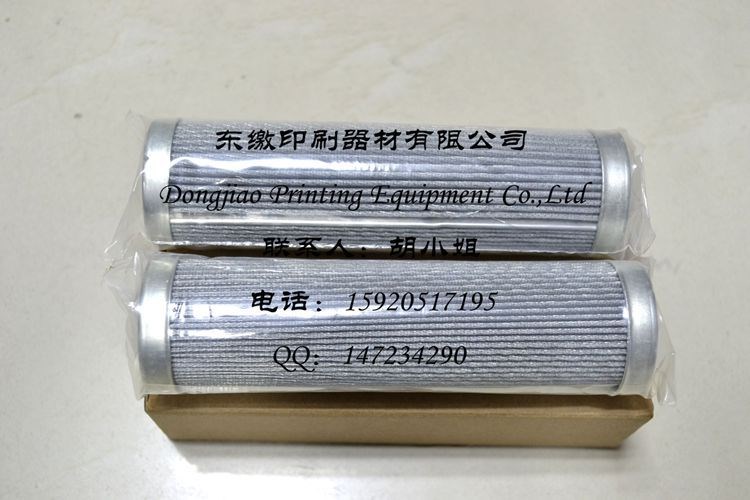 东缴印刷器材有限公司
Dongjiao Printing Equipment Co.,Ltd
联系人：胡小姐
电话：15920517195
QQ：147234290